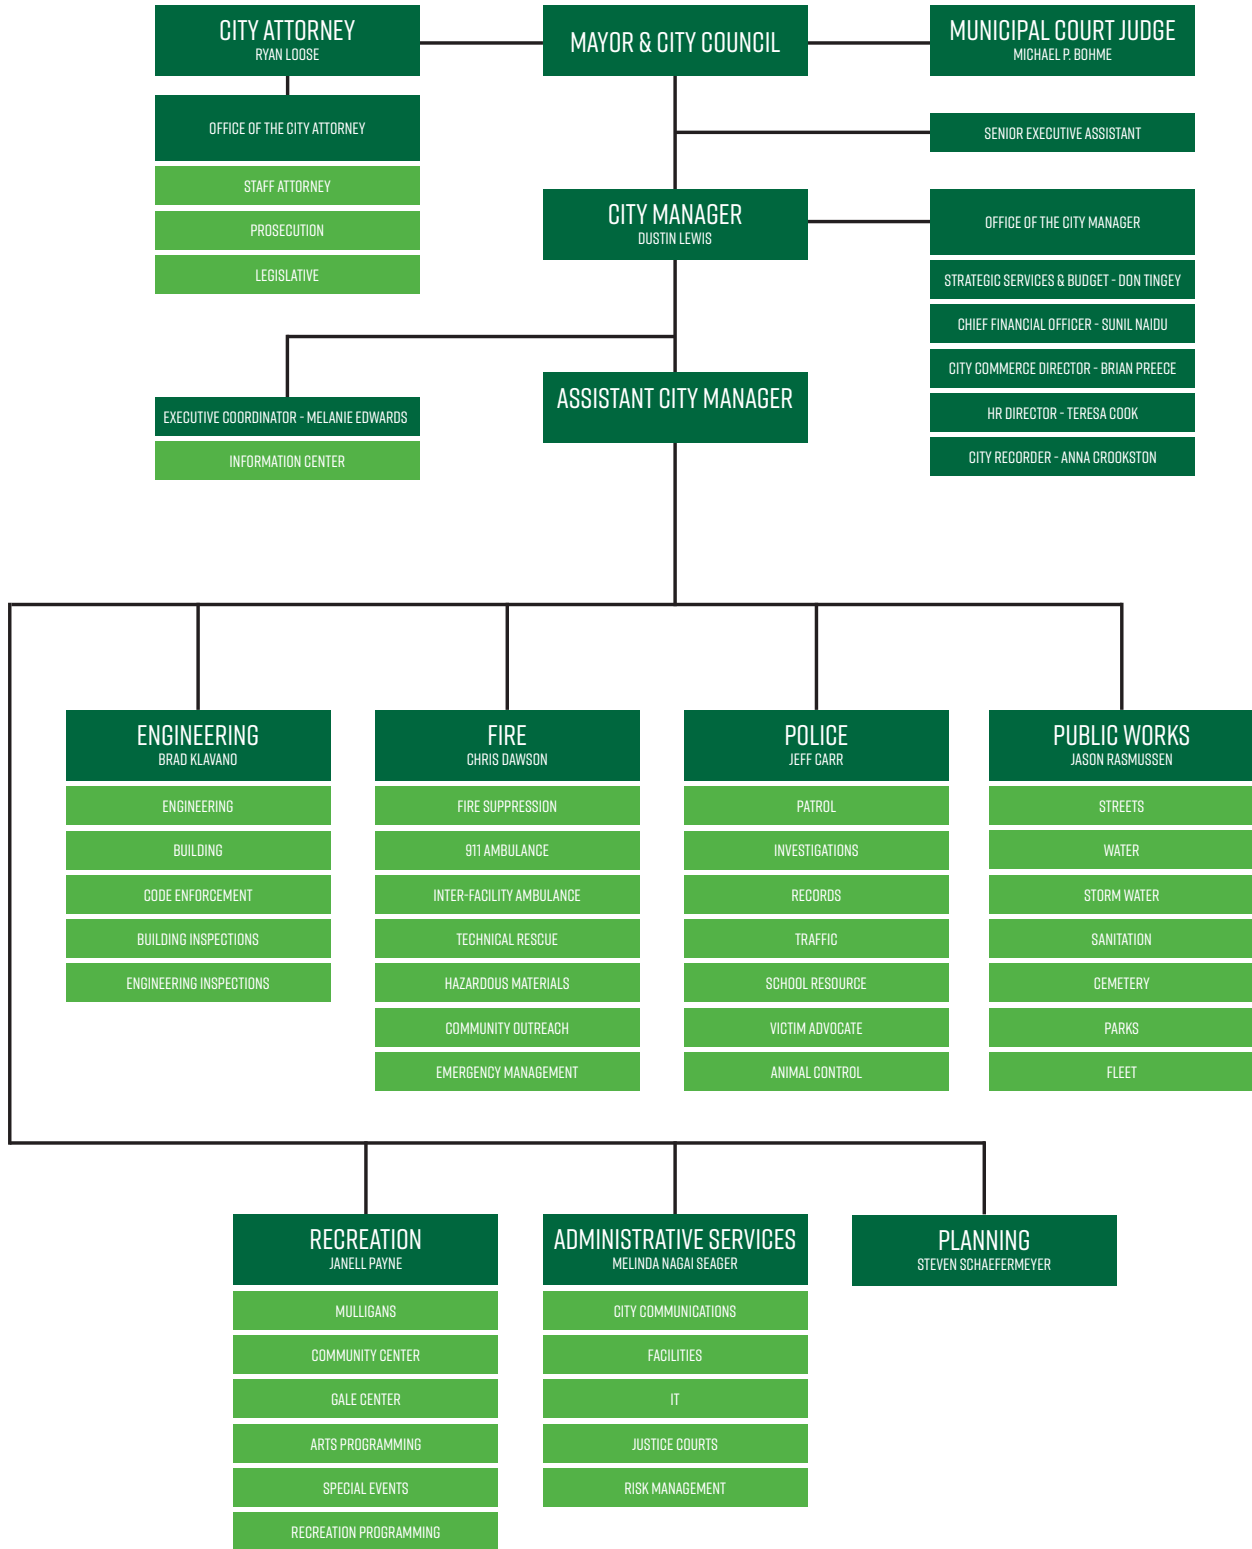 CITY ATTORNEY
RYAN LOOSE
MAYOR & CITY COUNCIL
MUNICIPAL COURT JUDGE
MICHAEL P. BOHME
OFFICE OF THE CITY ATTORNEY
STAFF ATTORNEY
PROSECUTION
LEGISLATIVE
SENIOR EXECUTIVE ASSISTANT
CITY MANAGER
DUSTIN LEWIS
OFFICE OF THE CITY MANAGER
STRATEGIC SERVICES & BUDGET - DON TINGEY
CHIEF FINANCIAL OFFICER - SUNIL NAIDU
CITY COMMERCE DIRECTOR - BRIAN PREECE
HR DIRECTOR - TERESA COOK
CITY RECORDER - ANNA CROOKSTON
EXECUTIVE COORDINATOR - MELANIE EDWARDS
INFORMATION CENTER
ASSISTANT CITY MANAGER
ENGINEERING
BRAD KLAVANO
ENGINEERING
BUILDING
CODE ENFORCEMENT
BUILDING INSPECTIONS
ENGINEERING INSPECTIONS
FIRE
CHRIS DAWSON
FIRE SUPPRESSION
911 AMBULANCE
INTER-FACILITY AMBULANCE
TECHNICAL RESCUE
HAZARDOUS MATERIALS
COMMUNITY OUTREACH
EMERGENCY MANAGEMENT
POLICE
JEFF CARR
PATROL
INVESTIGATIONS
RECORDS
TRAFFIC
SCHOOL RESOURCE
VICTIM ADVOCATE
ANIMAL CONTROL
PUBLIC WORKS
JASON RASMUSSEN
STREETS
WATER
STORM WATER
SANITATION
CEMETERY
PARKS
FLEET
RECREATION
JANELL PAYNE
MULLIGANS
COMMUNITY CENTER
GALE CENTER
ARTS PROGRAMMING
SPECIAL EVENTS
RECREATION PROGRAMMING
ADMINISTRATIVE SERVICES
MELINDA NAGAI SEAGER
CITY COMMUNICATIONS
FACILITIES
IT
JUSTICE COURTS
RISK MANAGEMENT
PLANNING
STEVEN SCHAEFERMEYER